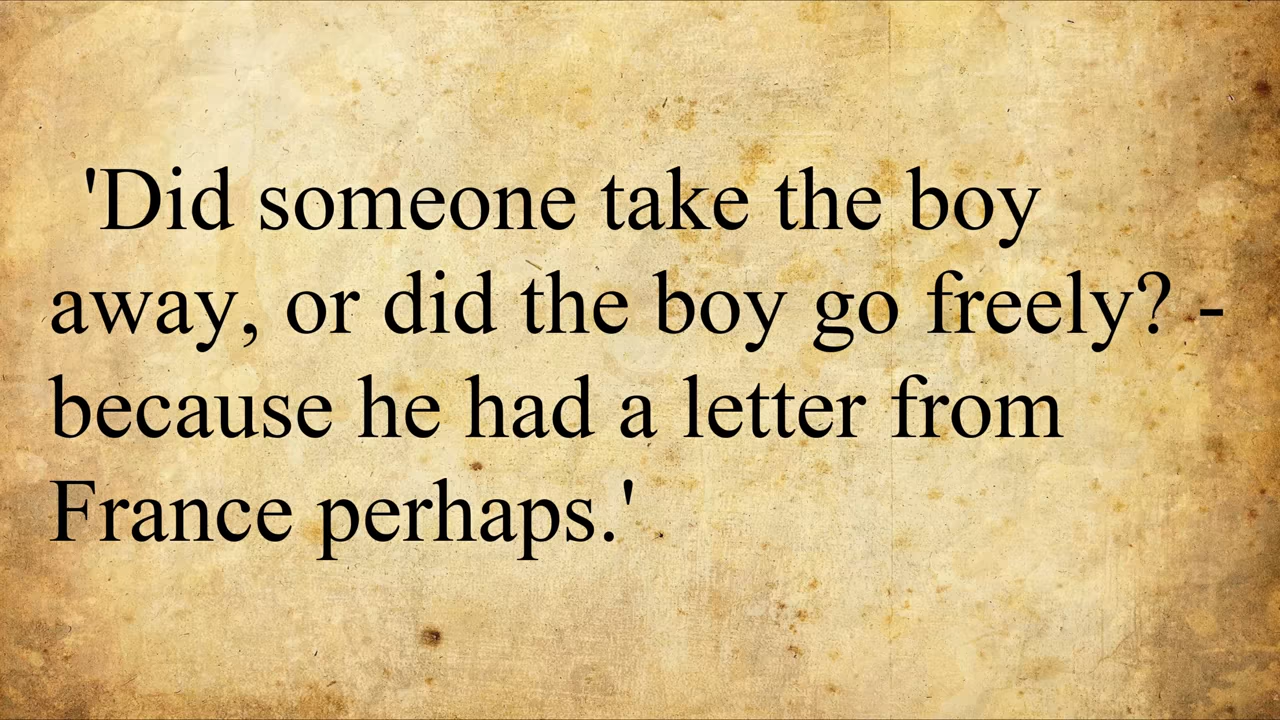 'Did someone take the boy
away, or did the boy go freely? -
because he had a letter from
France perhaps.'